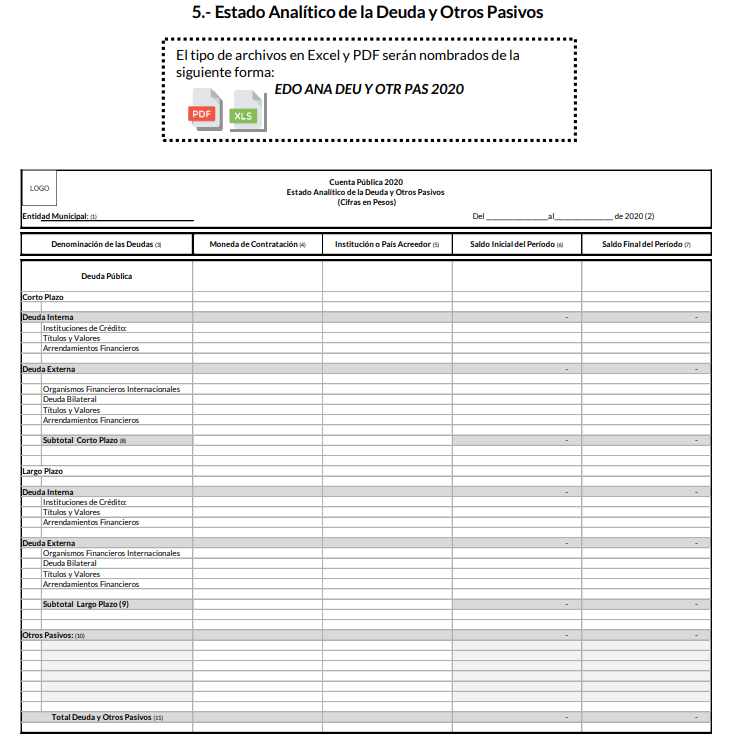 5.- Estado Analítico de la Deuda y Otros Pasivos
El tipo de archivos en Excel y PDF serán nombrados de la
siguiente forma:
EDO ANA DEU Y OTR PAS 2020
PDF XLS
LOGO
Cuenta Pública 2020
Estado Analítico de la Deuda y Otros Pasivos
(Cifras en Pesos)
Entidad Municipal: (1)
Del ________________al_______________ de 2020 (2)
Denominación de las Deudas (3) Moneda de Contratación (4) Institución o País Acreedor (5) Saldo Inicial del Período (6) Saldo Final del Período (7)
Deuda Pública
Corto Plazo
Deuda Interna - -
Instituciones de Crédito:
Títulos y Valores
Arrendamientos Financieros
Deuda Externa - -
Organismos Financieros Internacionales
Deuda Bilateral
Títulos y Valores
Arrendamientos Financieros
Subtotal Corto Plazo (8) - -
Largo Plazo
Deuda Interna - -
Instituciones de Crédito:
Títulos y Valores
Arrendamientos Financieros
Deuda Externa - -
Organismos Financieros Internacionales
Deuda Bilateral
Títulos y Valores
Arrendamientos Financieros
Subtotal Largo Plazo (9) - -
Otros Pasivos: (10) - -
Total Deuda y Otros Pasivos (11) - -